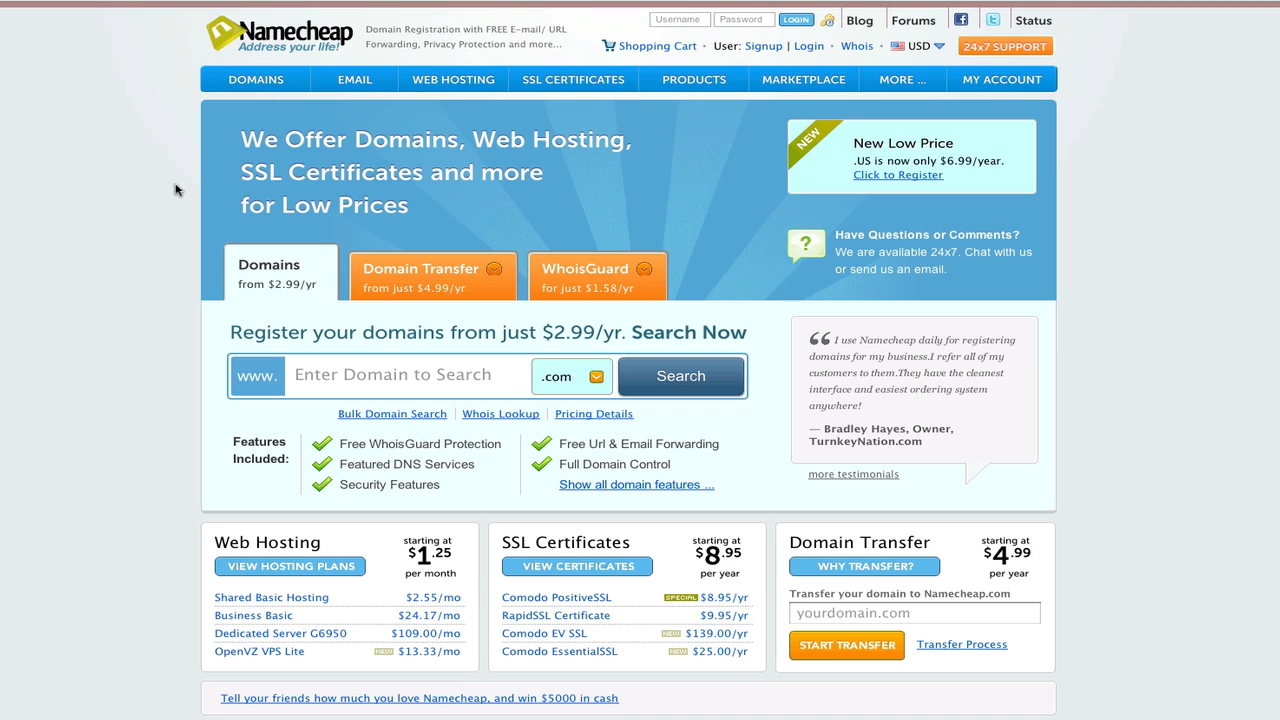 Namecheap
Address your life!
Domain Registration with FREE E-mail/ URL
Forwarding, Privacy Protection and more...
Username
Password
LOGIN
Blog
Forums
Status
Shopping Cart
User: Signup | Login
Whois
USD
24x7 SUPPORT
DOMAINS
EMAIL
WEB HOSTING
SSL CERTIFICATES
PRODUCTS
MARKETPLACE
MORE ...
MY ACCOUNT
We Offer Domains, Web Hosting,
SSL Certificates and more
for Low Prices
NEW
New Low Price
.US is now only $6.99/year.
Click to Register
?
Have Questions or Comments?
We are available 24x7. Chat with us
or send us an email.
Domains
from $2.99/yr
Domain Transfer
from just $4.99/yr
WhoisGuard
for just $1.58/yr
Register your domains from just $2.99/yr. Search Now
www.
Enter Domain to Search
.com
Search
Bulk Domain Search
Whois Lookup
Pricing Details
Features
Included:
Free WhoisGuard Protection
Featured DNS Services
Security Features
Free Url & Email Forwarding
Full Domain Control
Show all domain features ...
“ I use Namecheap daily for registering
domains for my business.I refer all of my
customers to them.They have the cleanest
interface and easiest ordering system
anywhere!
— Bradley Hayes, Owner,
TurnkeyNation.com
more testimonials
Web Hosting
starting at
$1.25
per month
VIEW HOSTING PLANS
Shared Basic Hosting $2.55/mo
Business Basic $24.17/mo
Dedicated Server G6950 $109.00/mo
OpenVZ VPS Lite NEW $13.33/mo
SSL Certificates
starting at
$8.95
per year
VIEW CERTIFICATES
Comodo PositiveSSL SPECIAL $8.95/yr
RapidSSL Certificate $9.95/yr
Comodo EV SSL NEW $139.00/yr
Comodo EssentialSSL NEW $25.00/yr
Domain Transfer
starting at
$4.99
per year
WHY TRANSFER?
Transfer your domain to Namecheap.com
yourdomain.com
START TRANSFER
Transfer Process
Tell your friends how much you love Namecheap, and win $5000 in cash